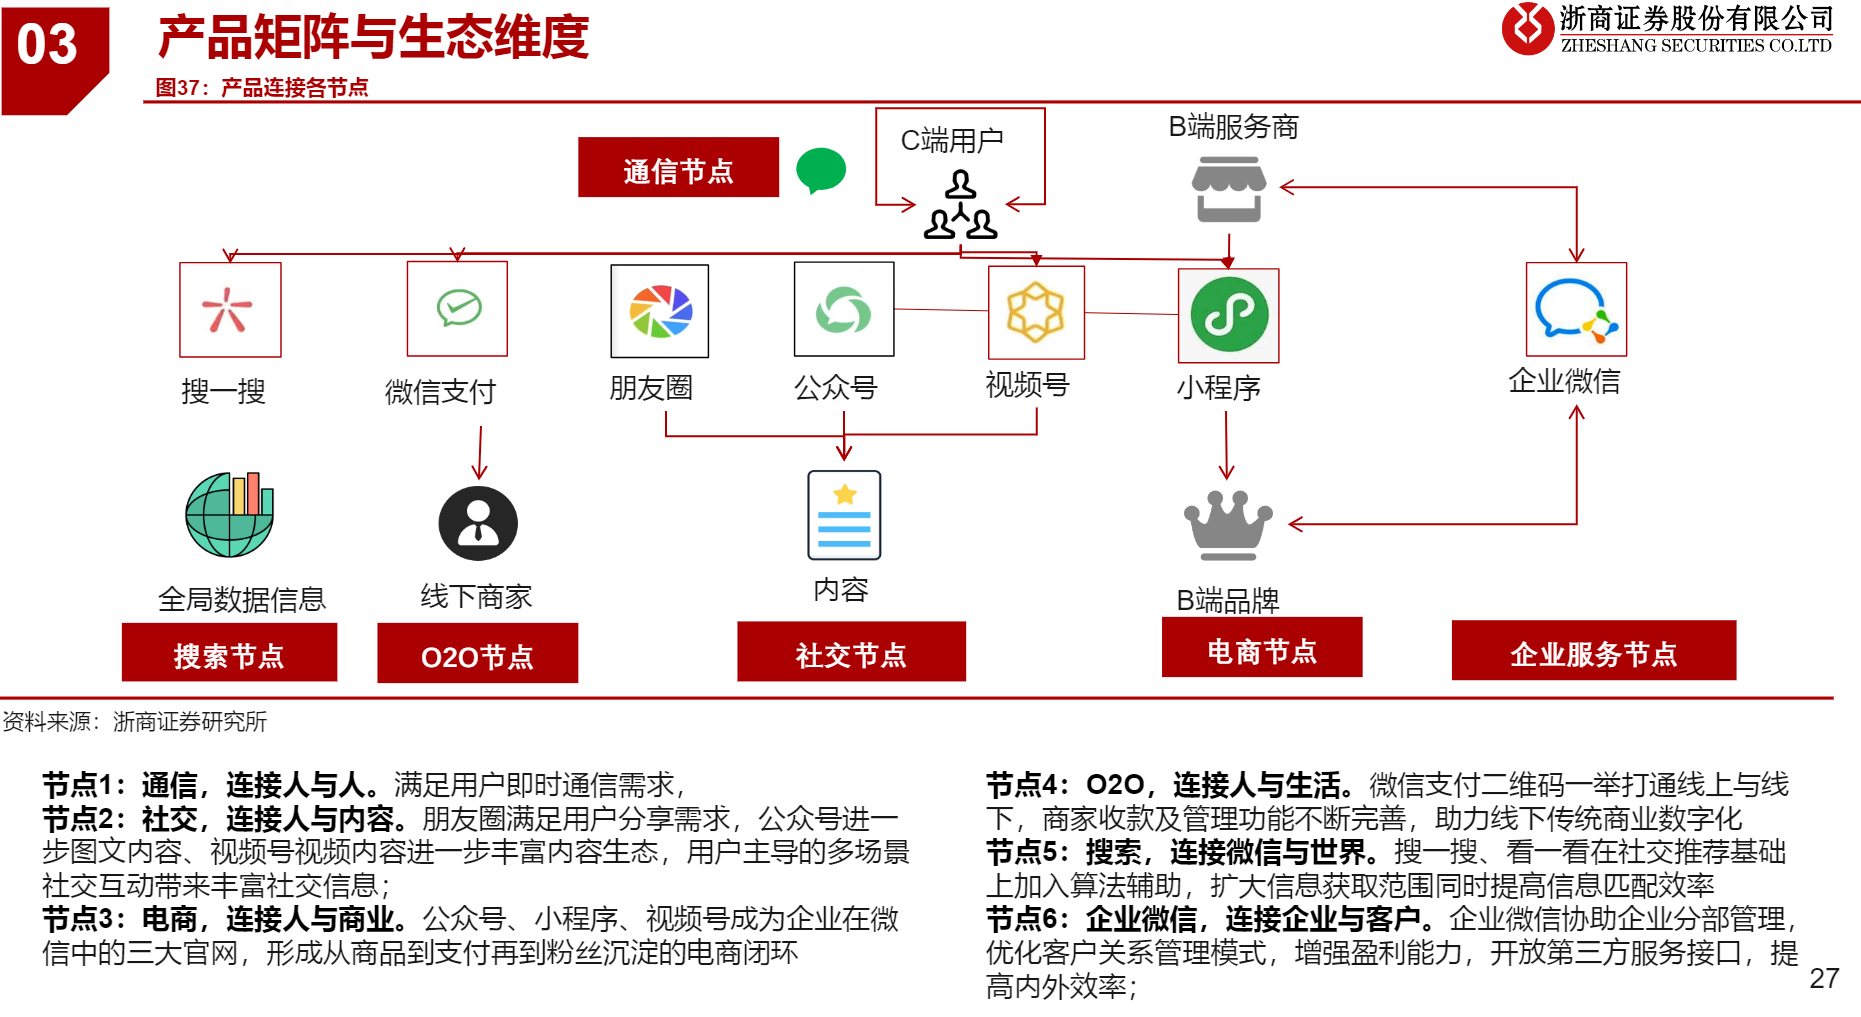 03
产品矩阵与生态维度
浙商证券股份有限公司
ZHESHANG SECURITIES CO.LTD
图37：产品连接各节点
通信节点
C端用户
B端服务商
搜一搜
微信支付
朋友圈
公众号
视频号
小程序
企业微信
全局数据信息
线下商家
内容
B端品牌
搜索节点
O2O节点
社交节点
电商节点
企业服务节点
资料来源：浙商证券研究所
节点1：通信，连接人与人。满足用户即时通信需求，
节点2：社交，连接人与内容。朋友圈满足用户分享需求，公众号进一
步图文内容、视频号视频内容进一步丰富内容生态，用户主导的多场景
社交互动带来丰富社交信息；
节点3：电商，连接人与商业。公众号、小程序、视频号成为企业在微
信中的三大官网，形成从商品到支付再到粉丝沉淀的电商闭环
节点4：O2O，连接人与生活。微信支付二维码一举打通线上与线
下，商家收款及管理功能不断完善，助力线下传统商业数字化
节点5：搜索，连接微信与世界。搜一搜、看一看在社交推荐基础
上加入算法辅助，扩大信息获取范围同时提高信息匹配效率
节点6：企业微信，连接企业与客户。企业微信协助企业分部管理，
优化客户关系管理模式，增强盈利能力，开放第三方服务接口，提
高内外效率；
27